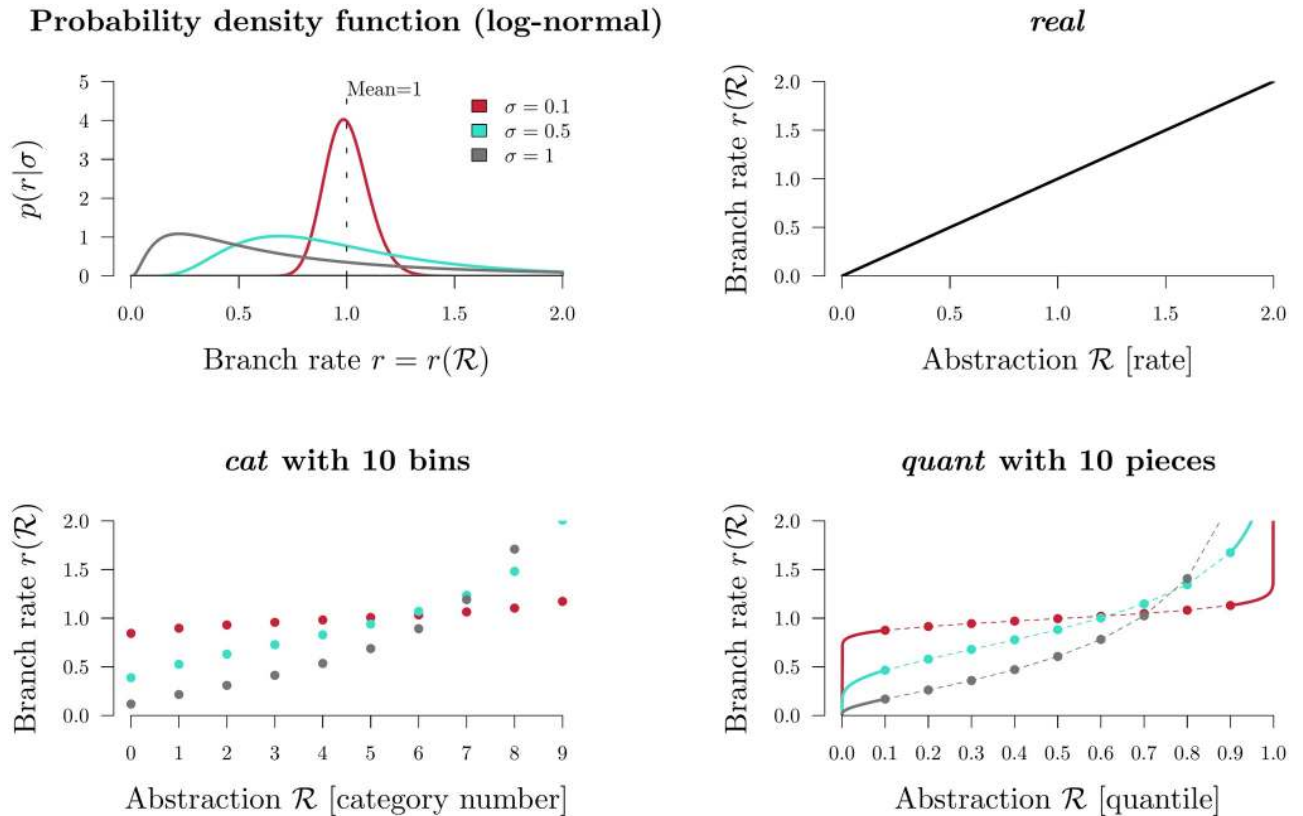 Probability density function (log-normal)
5
4
3
2
1
0
p(r|σ)
Mean=1
σ = 0.1
σ = 0.5
σ = 1
0.0 0.5 1.0 1.5 2.0
Branch rate r = r(ℛ)
real
2.0
1.5
1.0
0.5
0.0
Branch rate r(ℛ)
0.0 0.5 1.0 1.5 2.0
Abstraction ℛ [rate]
cat with 10 bins
2.0
1.5
1.0
0.5
0.0
Branch rate r(ℛ)
0 1 2 3 4 5 6 7 8 9
Abstraction ℛ [category number]
quant with 10 pieces
2.0
1.5
1.0
0.5
0.0
Branch rate r(ℛ)
0.0 0.1 0.2 0.3 0.4 0.5 0.6 0.7 0.8 0.9 1.0
Abstraction ℛ [quantile]